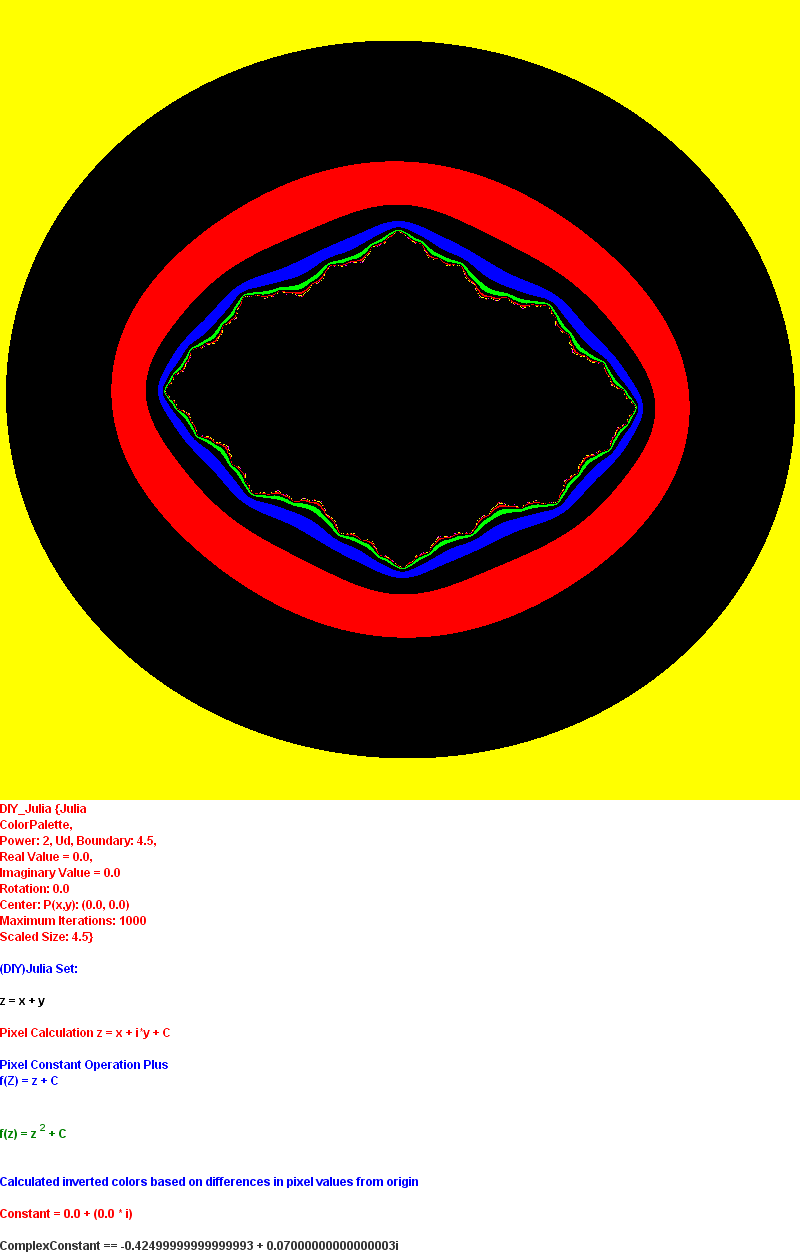 DIY_Julia {Julia
ColorPalette,
Power: 2, Ud, Boundary: 4.5,
Real Value = 0.0,
Imaginary Value = 0.0
Rotation: 0.0
Center: P(x,y): (0.0, 0.0)
Maximum Iterations: 1000
Scaled Size: 4.5}
(DIY)Julia Set:
z = x + y
Pixel Calculation z = x + i*y + C
Pixel Constant Operation Plus
f(Z) = z + C
f(z) = z 2 + C
Calculated inverted colors based on differences in pixel values from origin
Constant = 0.0 + (0.0 * i)
ComplexConstant == -0.42499999999999993 + 0.07000000000000003i